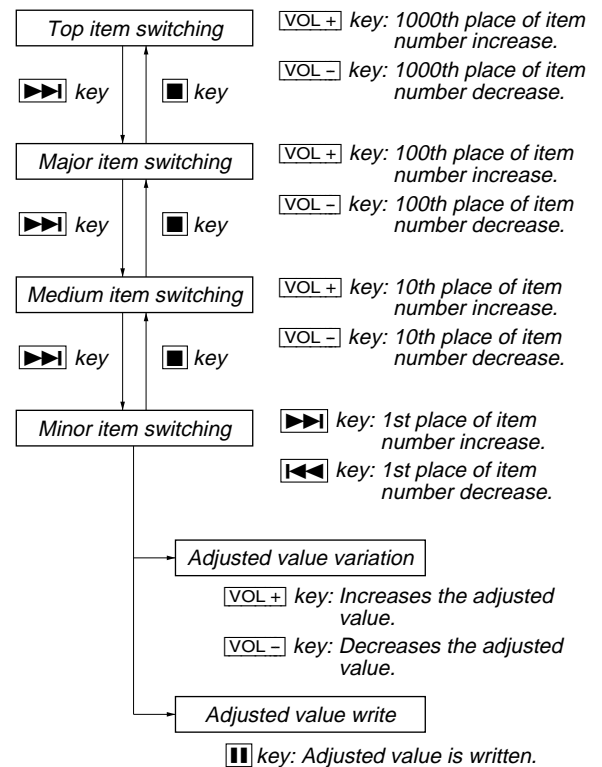 Top item switching
VOL + key: 1000th place of item
number increase.
VOL – key: 1000th place of item
number decrease.
key
key
Major item switching
VOL + key: 100th place of item
number increase.
VOL – key: 100th place of item
number decrease.
key
key
Medium item switching
VOL + key: 10th place of item
number increase.
VOL – key: 10th place of item
number decrease.
key
key
Minor item switching
key: 1st place of item
number increase.
key: 1st place of item
number decrease.
Adjusted value variation
VOL + key: Increases the adjusted
value.
VOL – key: Decreases the adjusted
value.
Adjusted value write
key: Adjusted value is written.